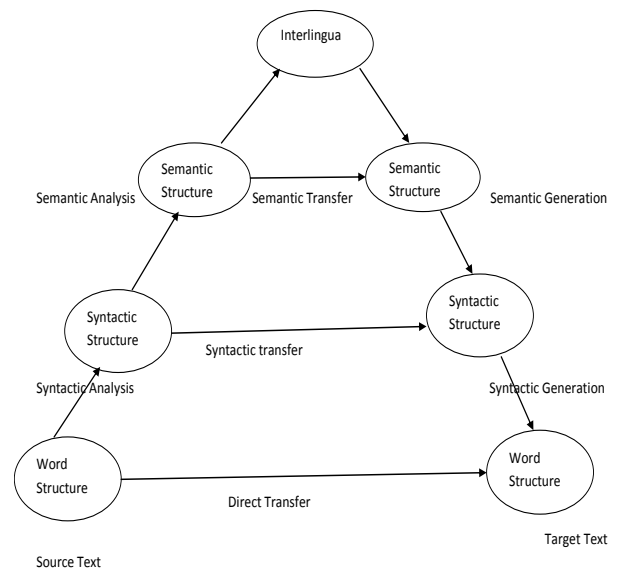 Interlingua
Semantic
Structure
Semantic
Structure
Semantic Analysis
Semantic Transfer
Semantic Generation
Syntactic
Structure
Syntactic
Structure
Syntactic transfer
Syntactic Analysis
Syntactic Generation
Word
Structure
Word
Structure
Direct Transfer
Target Text
Source Text